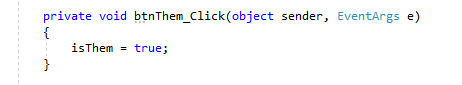 private void btnThem_Click(object sender, EventArgs e)
{
isThem = true;
}